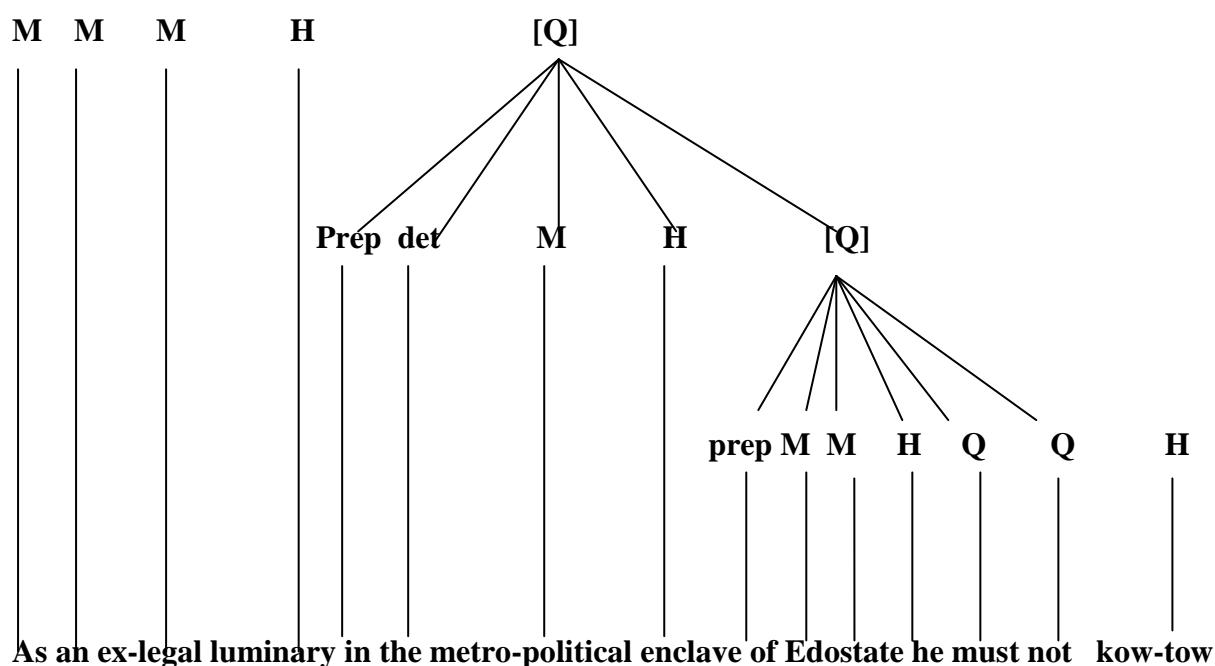 M M M H [Q]
Prep det M H [Q]
prep M M H Q Q H
As an ex-legal luminary in the metro-political enclave of Edostate he must not kow-tow